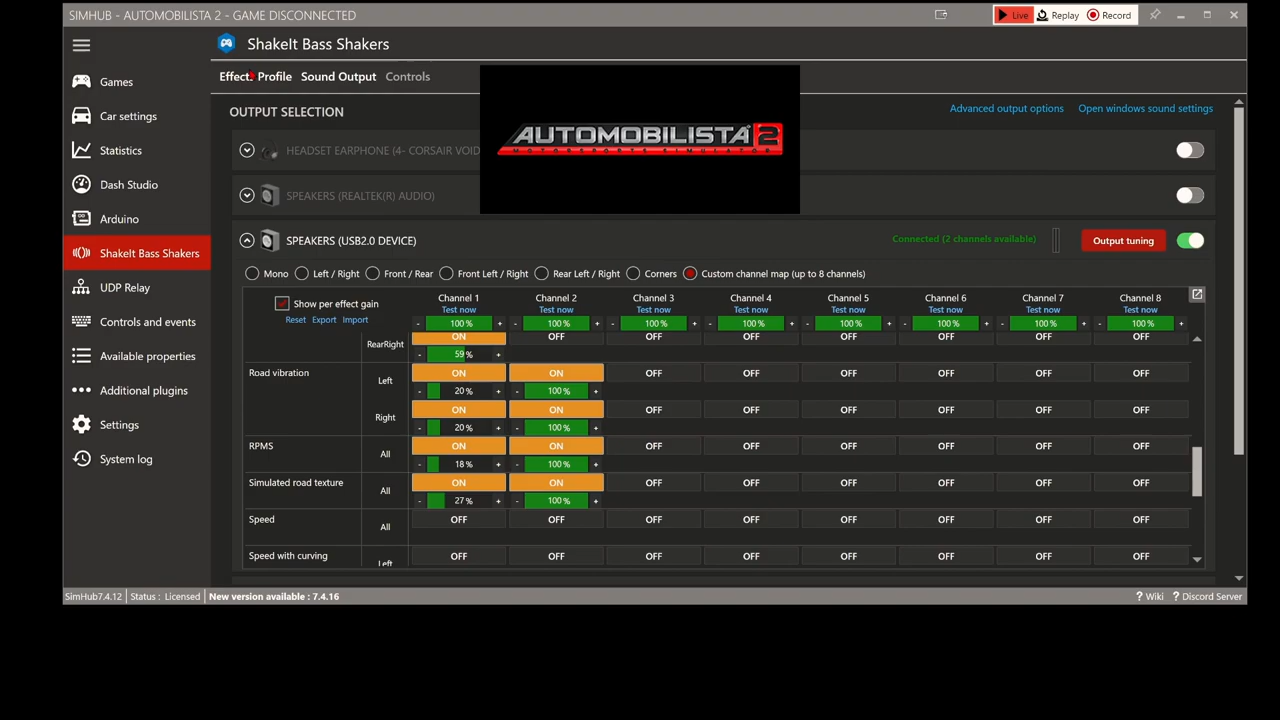 SIMHUB - AUTOMOBILISTA 2 - GAME DISCONNECTED
Live Replay Record
ShakeIt Bass Shakers
Effects Profile Sound Output Controls
Games
Car settings
Statistics
Dash Studio
Arduino
ShakeIt Bass Shakers
UDP Relay
Controls and events
Available properties
Additional plugins
Settings
System log
OUTPUT SELECTION
Advanced output options Open windows sound settings
AUTOMOBILISTA 2
MOTORSPORTS SIMULATOR
HEADSET EARPHONE (4- CORSAIR VOID
SPEAKERS (REALTEK(R) AUDIO)
SPEAKERS (USB2.0 DEVICE) Connected (2 channels available) Output tuning
Mono Left / Right Front / Rear Front Left / Right Rear Left / Right Corners Custom channel map (up to 8 channels)
Show per effect gain
Reset Export Import
Channel 1 Channel 2 Channel 3 Channel 4 Channel 5 Channel 6 Channel 7 Channel 8
Test now Test now Test now Test now Test now Test now Test now Test now
- 100 % + - 100 % + - 100 % + - 100 % + - 100 % + - 100 % + - 100 % + - 100 % +
RearRight ON OFF OFF OFF OFF OFF OFF OFF
- 59 % +
Road vibration Left ON ON OFF OFF OFF OFF OFF OFF
- 20 % + - 100 % +
Right ON ON OFF OFF OFF OFF OFF OFF
- 20 % + - 100 % +
RPMS All ON ON OFF OFF OFF OFF OFF OFF
- 18 % + - 100 % +
Simulated road texture All ON ON OFF OFF OFF OFF OFF OFF
- 27 % + - 100 % +
Speed All OFF OFF OFF OFF OFF OFF OFF OFF
Speed with curving Left OFF OFF OFF OFF OFF OFF OFF OFF
SimHub7.4.12 Status : Licensed New version available : 7.4.16
? Wiki ? Discord Server